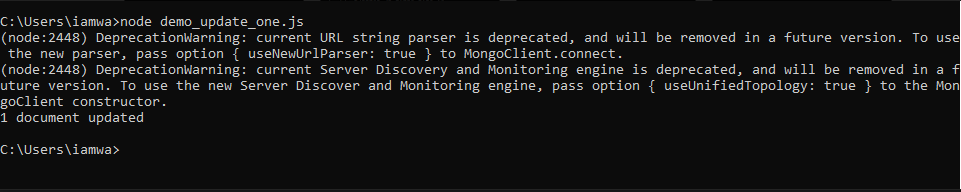 C:\Users\iamwa>node demo_update_one.js
(node:2448) DeprecationWarning: current URL string parser is deprecated, and will be removed in a future version. To use
 the new parser, pass option { useNewUrlParser: true } to MongoClient.connect.
(node:2448) DeprecationWarning: current Server Discovery and Monitoring engine is deprecated, and will be removed in a f
uture version. To use the new Server Discover and Monitoring engine, pass option { useUnifiedTopology: true } to the Mon
goClient constructor.
1 document updated
C:\Users\iamwa>